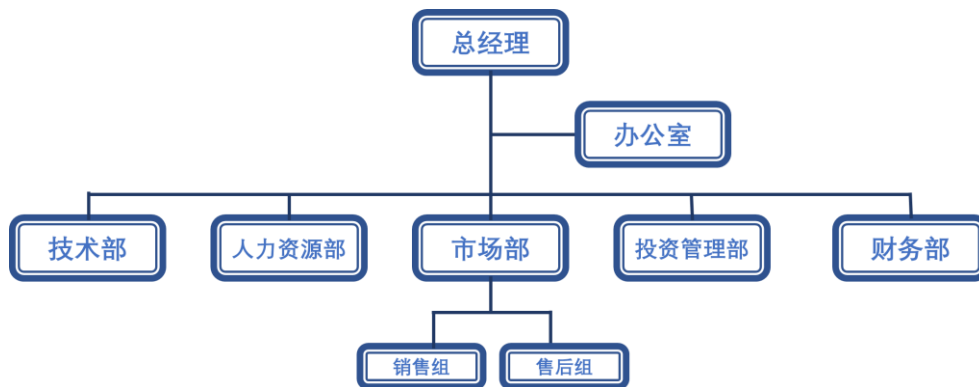 总经理
办公室
技术部
人力资源部
市场部
投资管理部
财务部
销售组
售后组